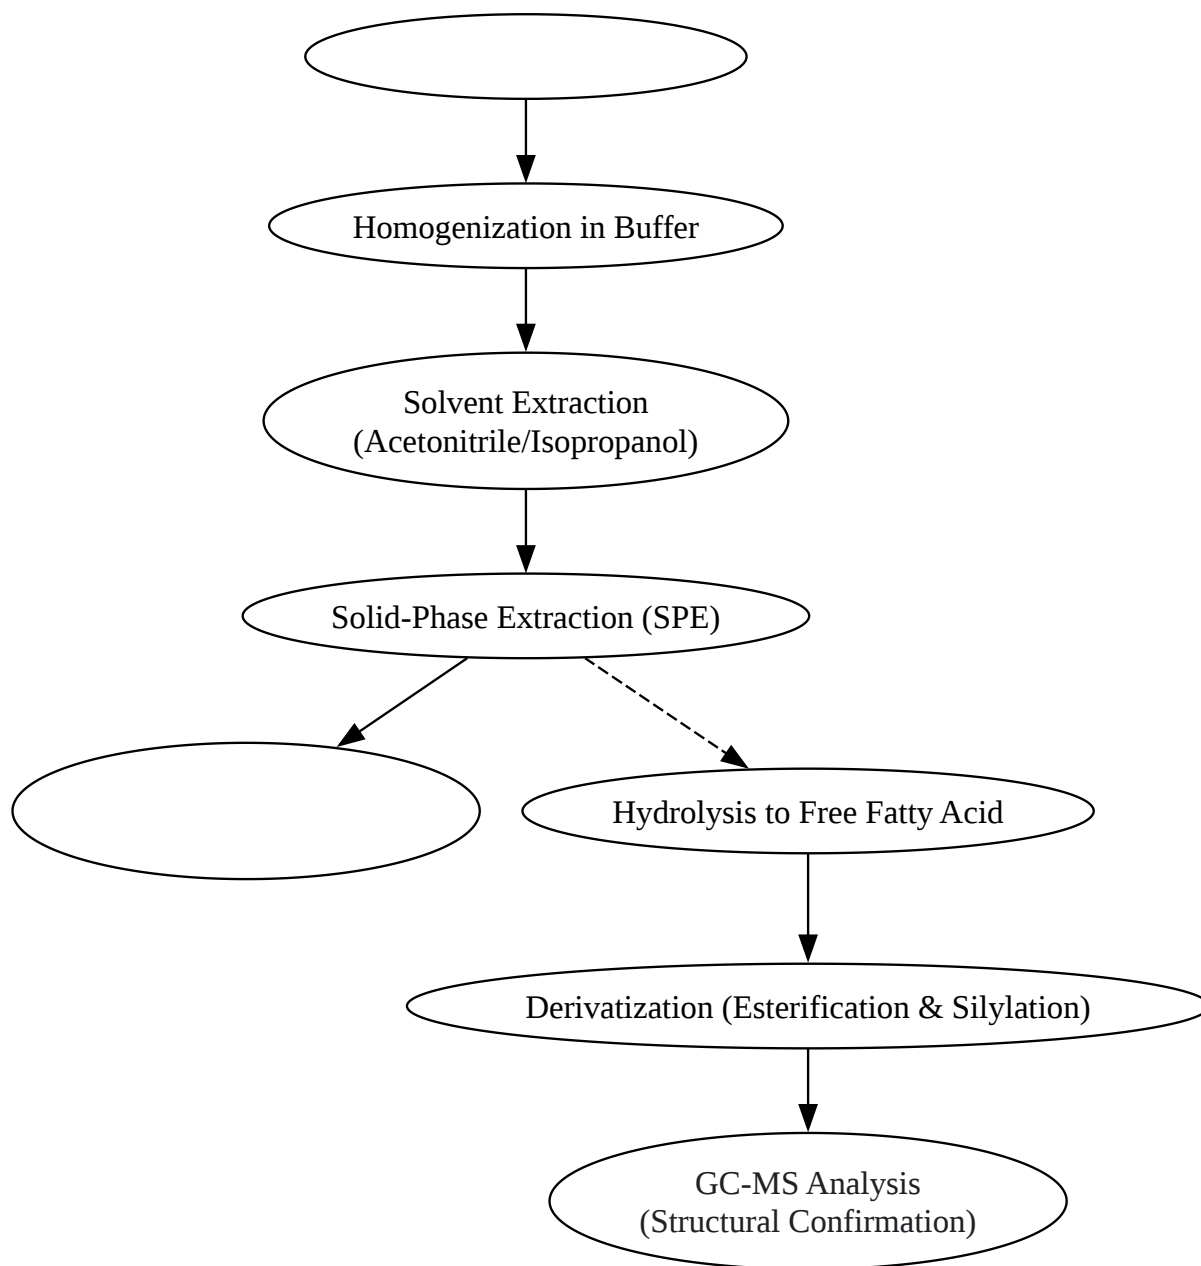 Homogenization in Buffer
Solvent Extraction
(Acetonitrile/Isopropanol)
Solid-Phase Extraction (SPE)
Hydrolysis to Free Fatty Acid
Derivatization (Esterification & Silylation)
GC-MS Analysis
(Structural Confirmation)